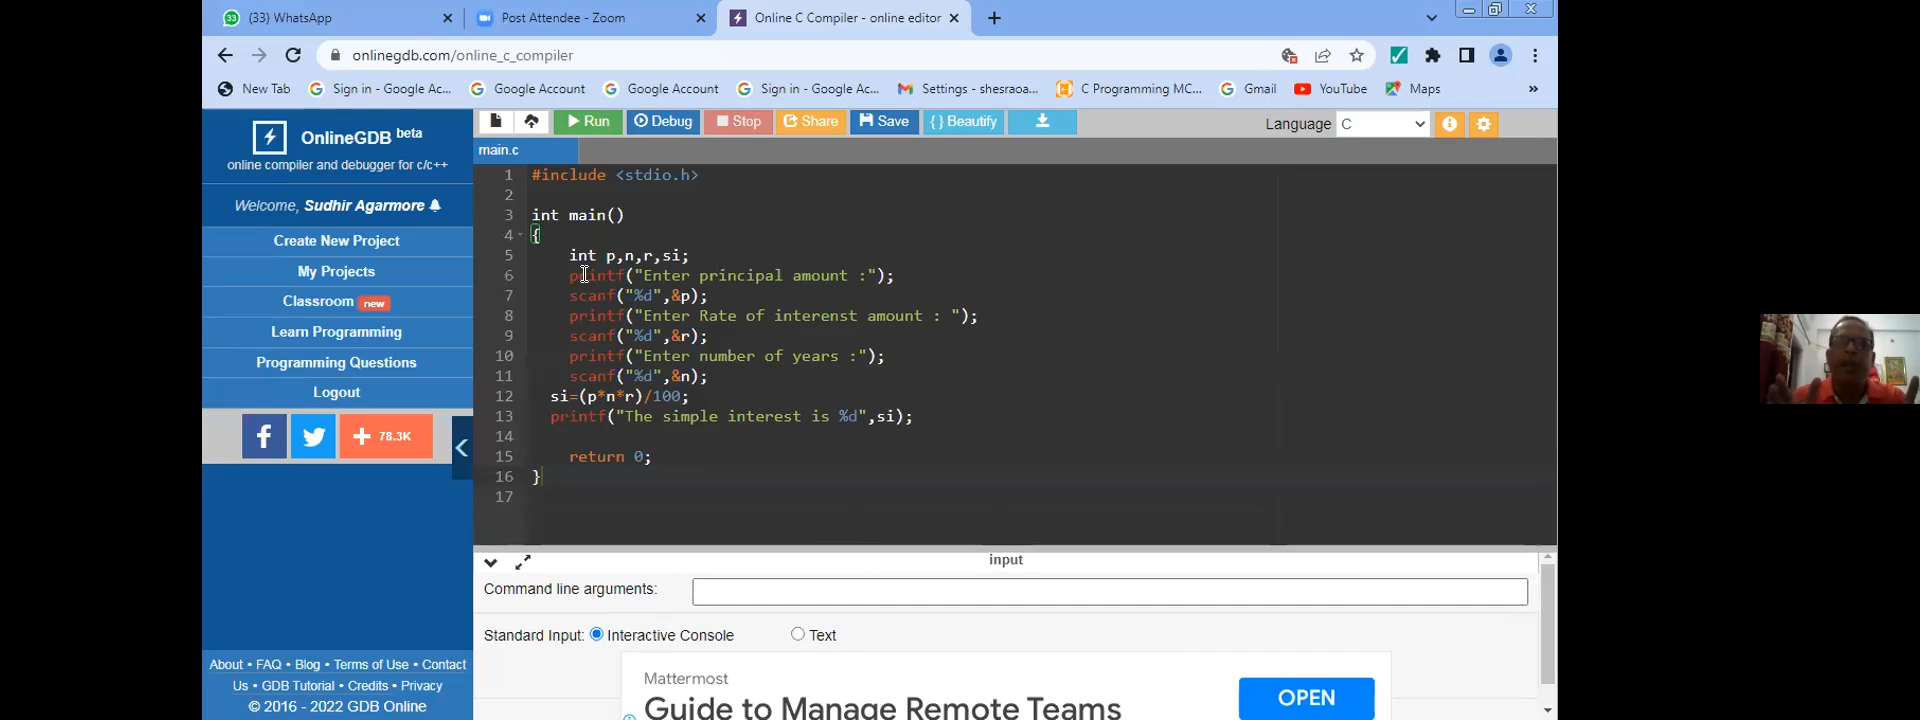 (33) WhatsApp
Post Attendee - Zoom
Online C Compiler - online editor
onlinegdb.com/online_c_compiler
New Tab
Sign in - Google Ac...
Google Account
Google Account
Sign in - Google Ac...
Settings - shesraoa...
C Programming MC...
Gmail
YouTube
Maps
»
OnlineGDB beta
online compiler and debugger for c/c++
Welcome, Sudhir Agarmore
Create New Project
My Projects
Classroom new
Learn Programming
Programming Questions
Logout
f
+ 78.3K
About • FAQ • Blog • Terms of Use • Contact
Us • GDB Tutorial • Credits • Privacy
© 2016 - 2022 GDB Online
Run
Debug
Stop
Share
Save
{ } Beautify
Language C
main.c
1 #include <stdio.h>
2
3 int main()
4 {
5 int p,n,r,si;
6 printf("Enter principal amount :");
7 scanf("%d",&p);
8 printf("Enter Rate of interenst amount : ");
9 scanf("%d",&r);
10 printf("Enter number of years :");
11 scanf("%d",&n);
12 si=(p*n*r)/100;
13 printf("The simple interest is %d",si);
14
15 return 0;
16 }
17
input
Command line arguments:
Standard Input: Interactive Console Text
Mattermost
Guide to Manage Remote Teams
OPEN